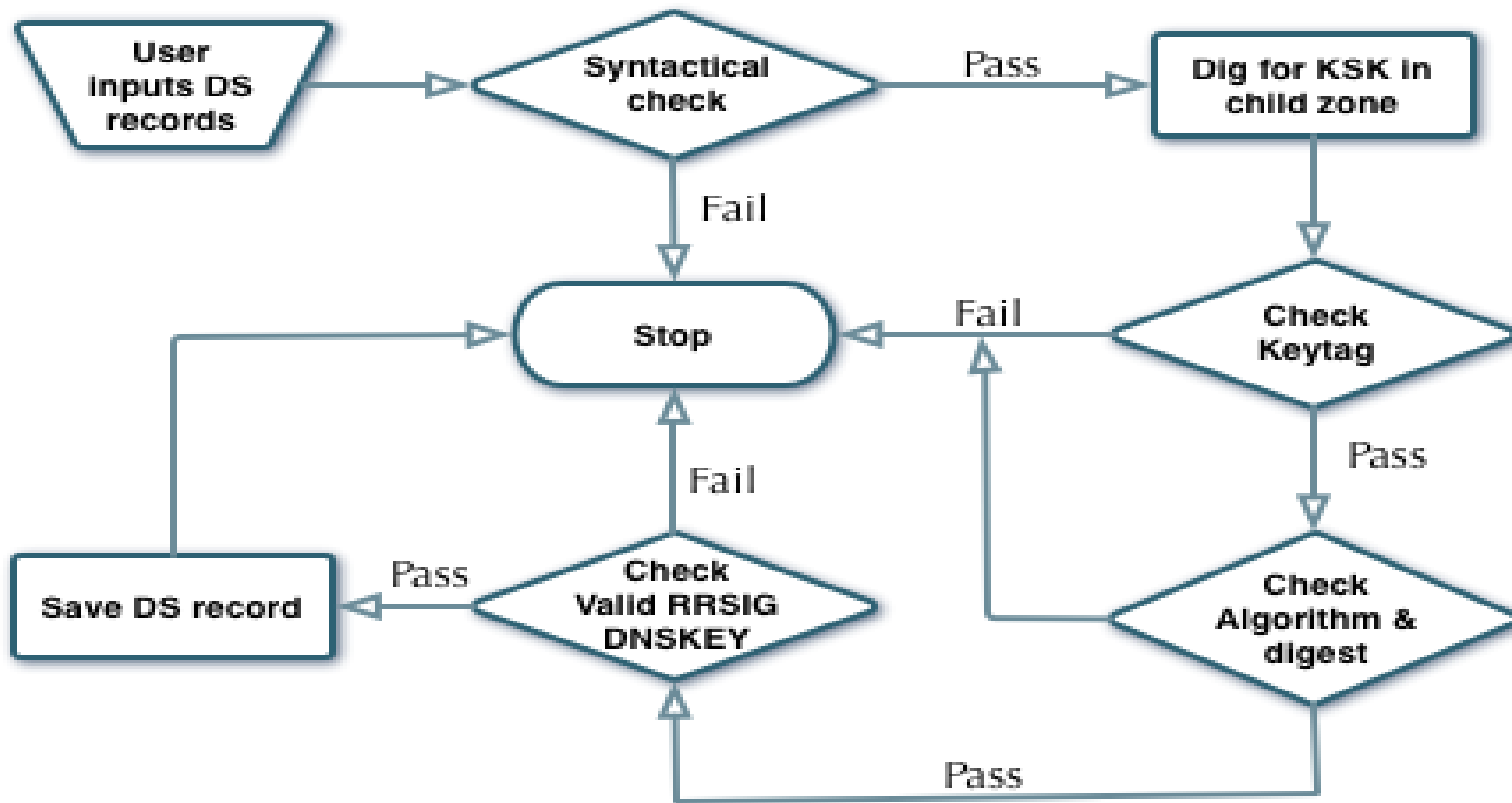 User
inputs DS
records
Syntactical
check
Pass
Dig for KSK in
child zone
Fail
Stop
Fail
Check
Keytag
Pass
Fail
Save DS record
Pass
Check
Valid RRSIG
DNSKEY
Check
Algorithm &
digest
Pass